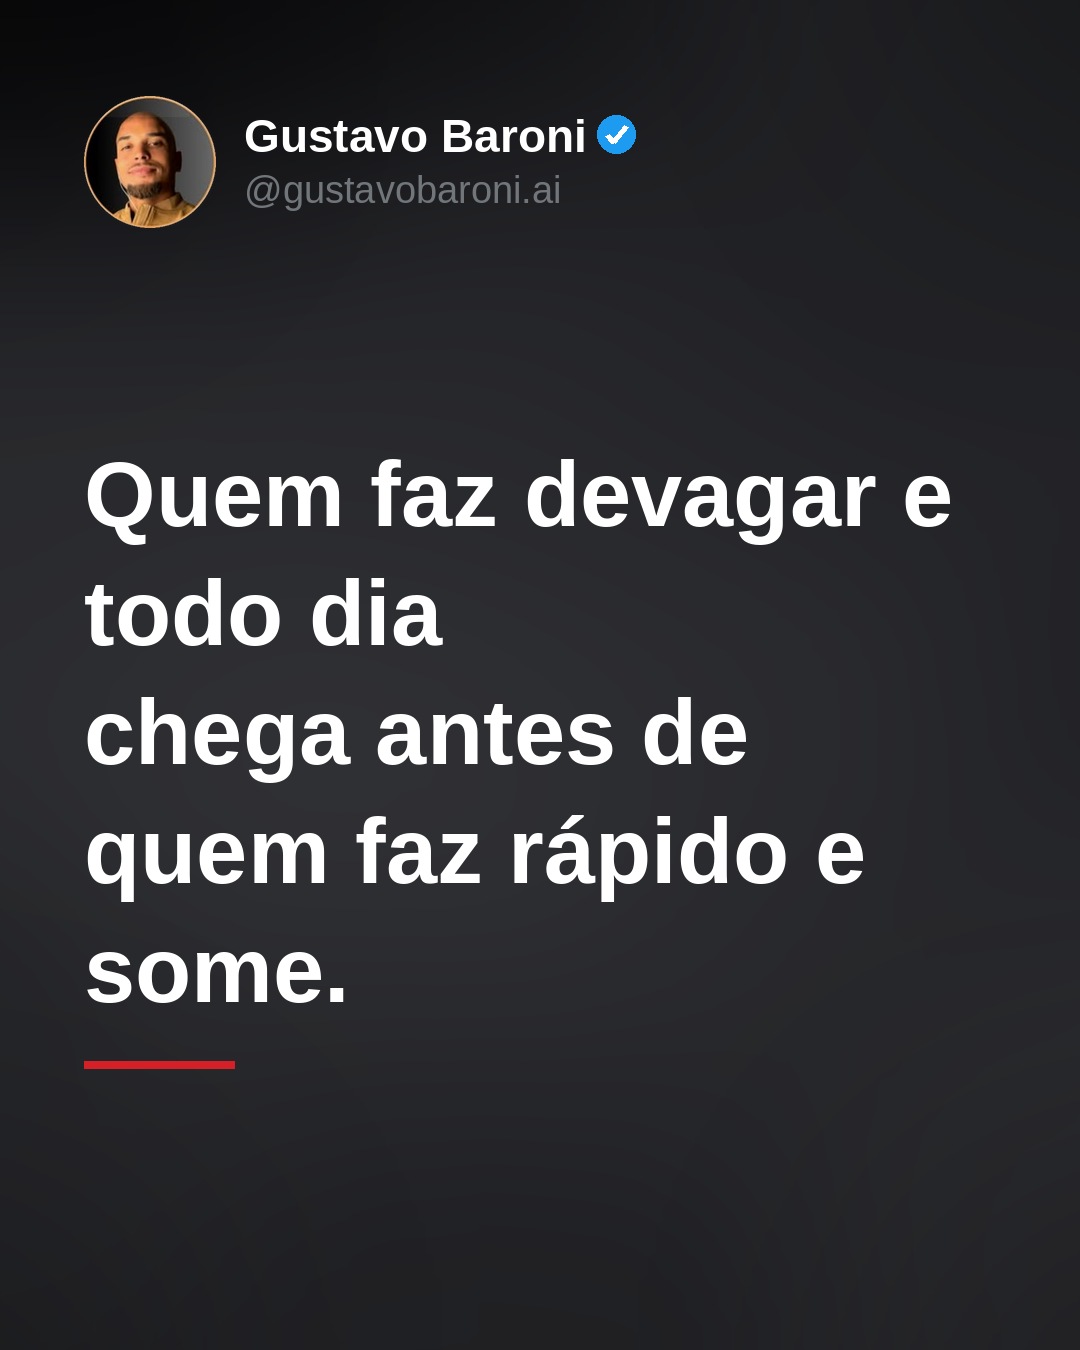 Gustavo Baroni
@gustavobaroni.ai
Quem faz devagar e
todo dia
chega antes de
quem faz rápido e
some.